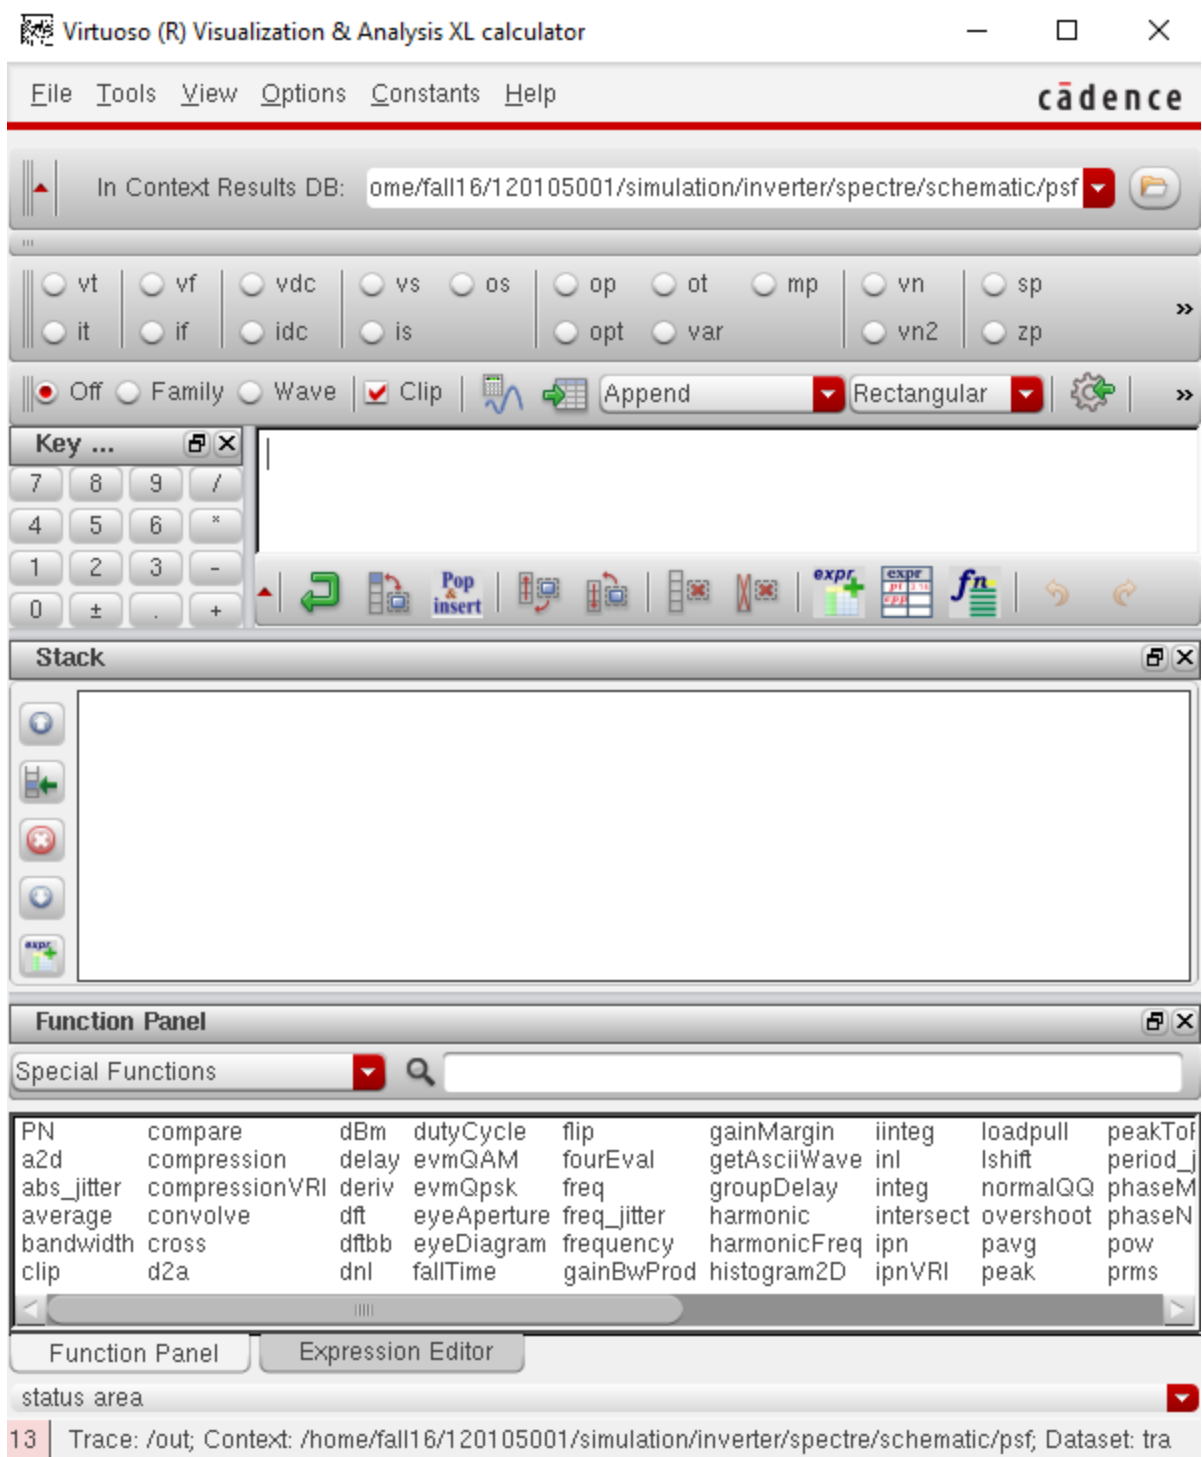 Virtuoso (R) Visualization & Analysis XL calculator
File Tools View Options Constants Help
cādence
In Context Results DB: ome/fall16/120105001/simulation/inverter/spectre/schematic/psf
vt vf vdc vs os op ot mp vn sp
it if idc is opt var vn2 zp
Off Family Wave Clip Append Rectangular
Key ...
7 8 9 /
4 5 6 *
1 2 3 -
0 ± . +
Pop & insert
expr
expr
fn
Stack
expr
Function Panel
Special Functions
PN compare dBm dutyCycle flip gainMargin iinteg loadpull peakToF
a2d compression delay evmQAM fourEval getAsciiWave inl lshift period_j
abs_jitter compressionVRI deriv evmQpsk freq groupDelay integ normalQQ phaseM
average convolve dft eyeAperture freq_jitter harmonic intersect overshoot phaseN
bandwidth cross dftbb eyeDiagram frequency harmonicFreq ipn pavg pow
clip d2a dnl fallTime gainBwProd histogram2D ipnVRI peak prms
Function Panel Expression Editor
status area
13 Trace: /out; Context: /home/fall16/120105001/simulation/inverter/spectre/schematic/psf; Dataset: tra